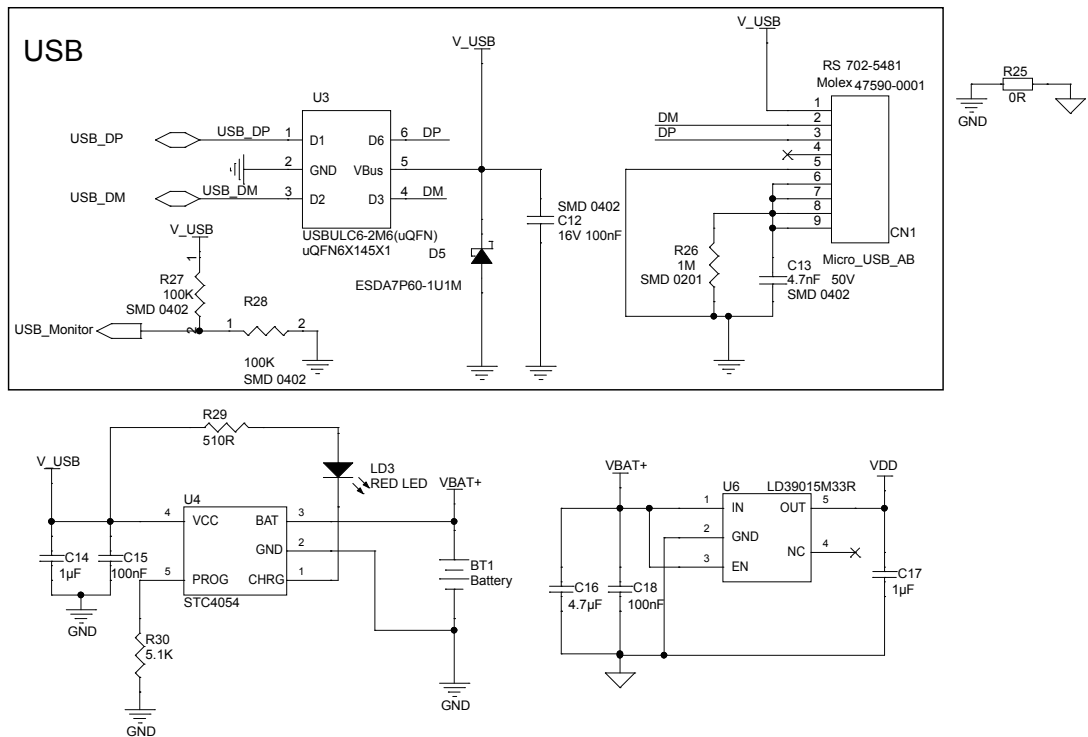 USB
V_USB
V_USB
RS 702-5481
Molex 47590-0001
R25
0R
GND
U3
USB_DP
USB_DP
1
D1
D6
6
DP
2
GND
VBus
5
USB_DM
USB_DM
3
D2
D3
4
DM
USBULC6-2M6(uQFN)
uQFN6X145X1
D5
ESDA7P60-1U1M
SMD 0402
C12
16V 100nF
DM
DP
1
2
3
4
5
6
7
8
9
CN1
Micro_USB_AB
R26
1M
SMD 0201
C13
4.7nF 50V
SMD 0402
V_USB
1
R27
100K
SMD 0402
2
USB_Monitor
R28
1
2
100K
SMD 0402
R29
510R
V_USB
LD3
RED LED
VBAT+
U4
4
VCC
BAT
3
GND
2
5
PROG
CHRG
1
STC4054
C14
1µF
C15
100nF
GND
R30
5.1K
GND
BT1
Battery
GND
VBAT+
VDD
U6
LD39015M33R
1
IN
OUT
5
2
GND
NC
4
3
EN
C16
4.7µF
C18
100nF
C17
1µF